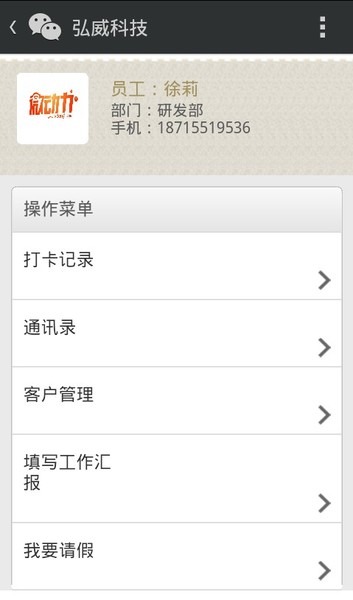 弘威科技
员工：徐莉
部门：研发部
手机：18715519536
操作菜单
打卡记录
通讯录
客户管理
填写工作汇
报
我要请假